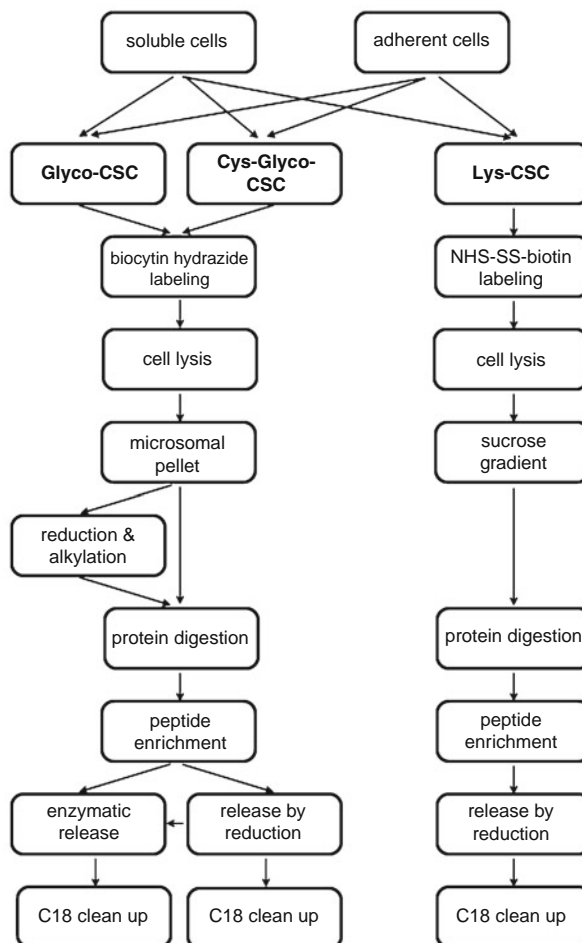 soluble cells
adherent cells
Glyco-CSC
Cys-Glyco-
CSC
Lys-CSC
biocytin hydrazide
labeling
NHS-SS-biotin
labeling
cell lysis
cell lysis
microsomal
pellet
sucrose
gradient
reduction &
alkylation
protein digestion
protein digestion
peptide
enrichment
peptide
enrichment
enzymatic
release
release by
reduction
release by
reduction
C18 clean up
C18 clean up
C18 clean up